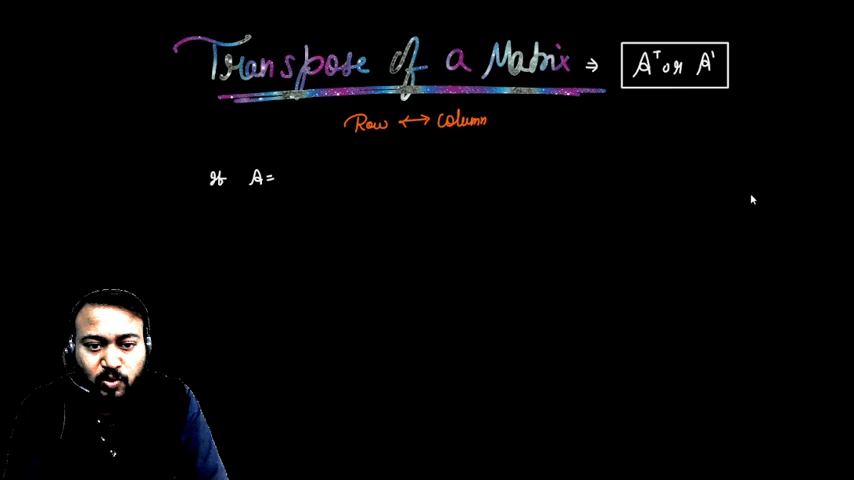 Transpose of a Matrix ⇒ Aᵀ or A'
Row ↔ column
If A=